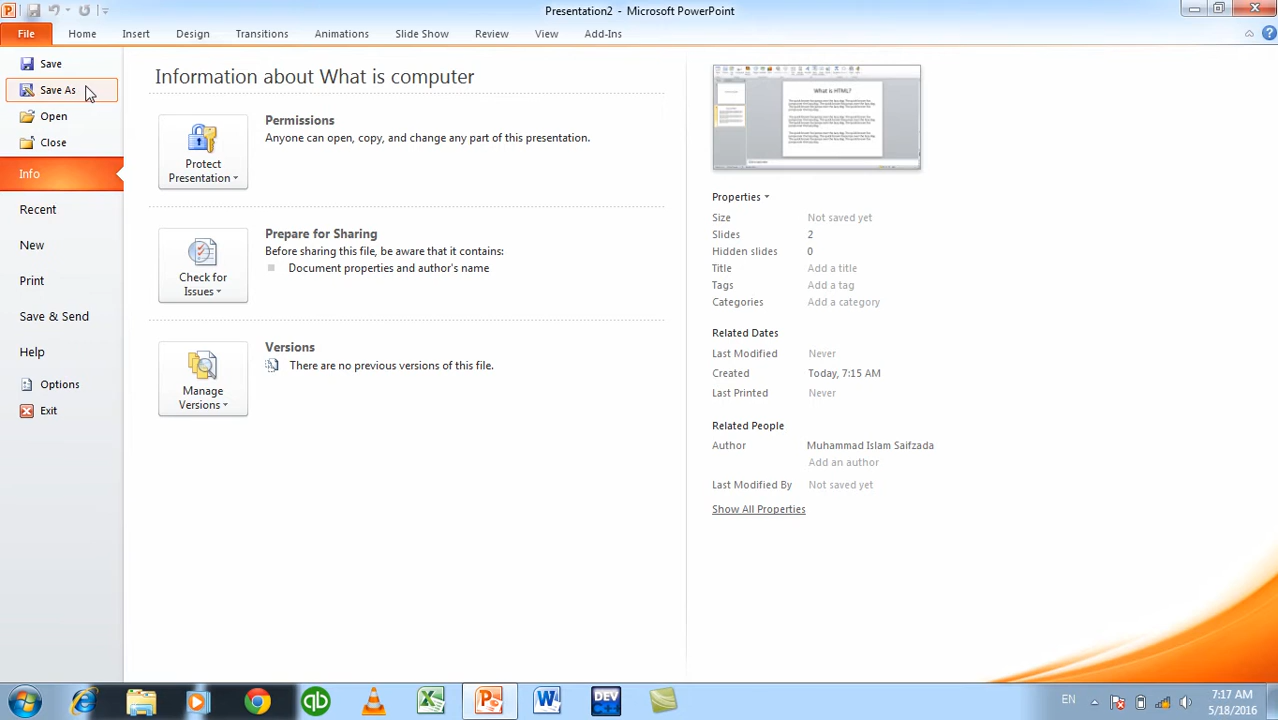 Presentation2 - Microsoft PowerPoint
File Home Insert Design Transitions Animations Slide Show Review View Add-Ins
Save
Save As
Open
Close
Info
Recent
New
Print
Save & Send
Help
Options
Exit
Information about What is computer
Protect
Presentation
Permissions
Anyone can open, copy, and change any part of this presentation.
Check for
Issues
Prepare for Sharing
Before sharing this file, be aware that it contains:
Document properties and author's name
Manage
Versions
Versions
There are no previous versions of this file.
What is HTML?
Properties
Size Not saved yet
Slides 2
Hidden slides 0
Title Add a title
Tags Add a tag
Categories Add a category
Related Dates
Last Modified Never
Created Today, 7:15 AM
Last Printed Never
Related People
Author Muhammad Islam Saifzada
Add an author
Last Modified By Not saved yet
Show All Properties
DEV
EN
7:17 AM
5/18/2016